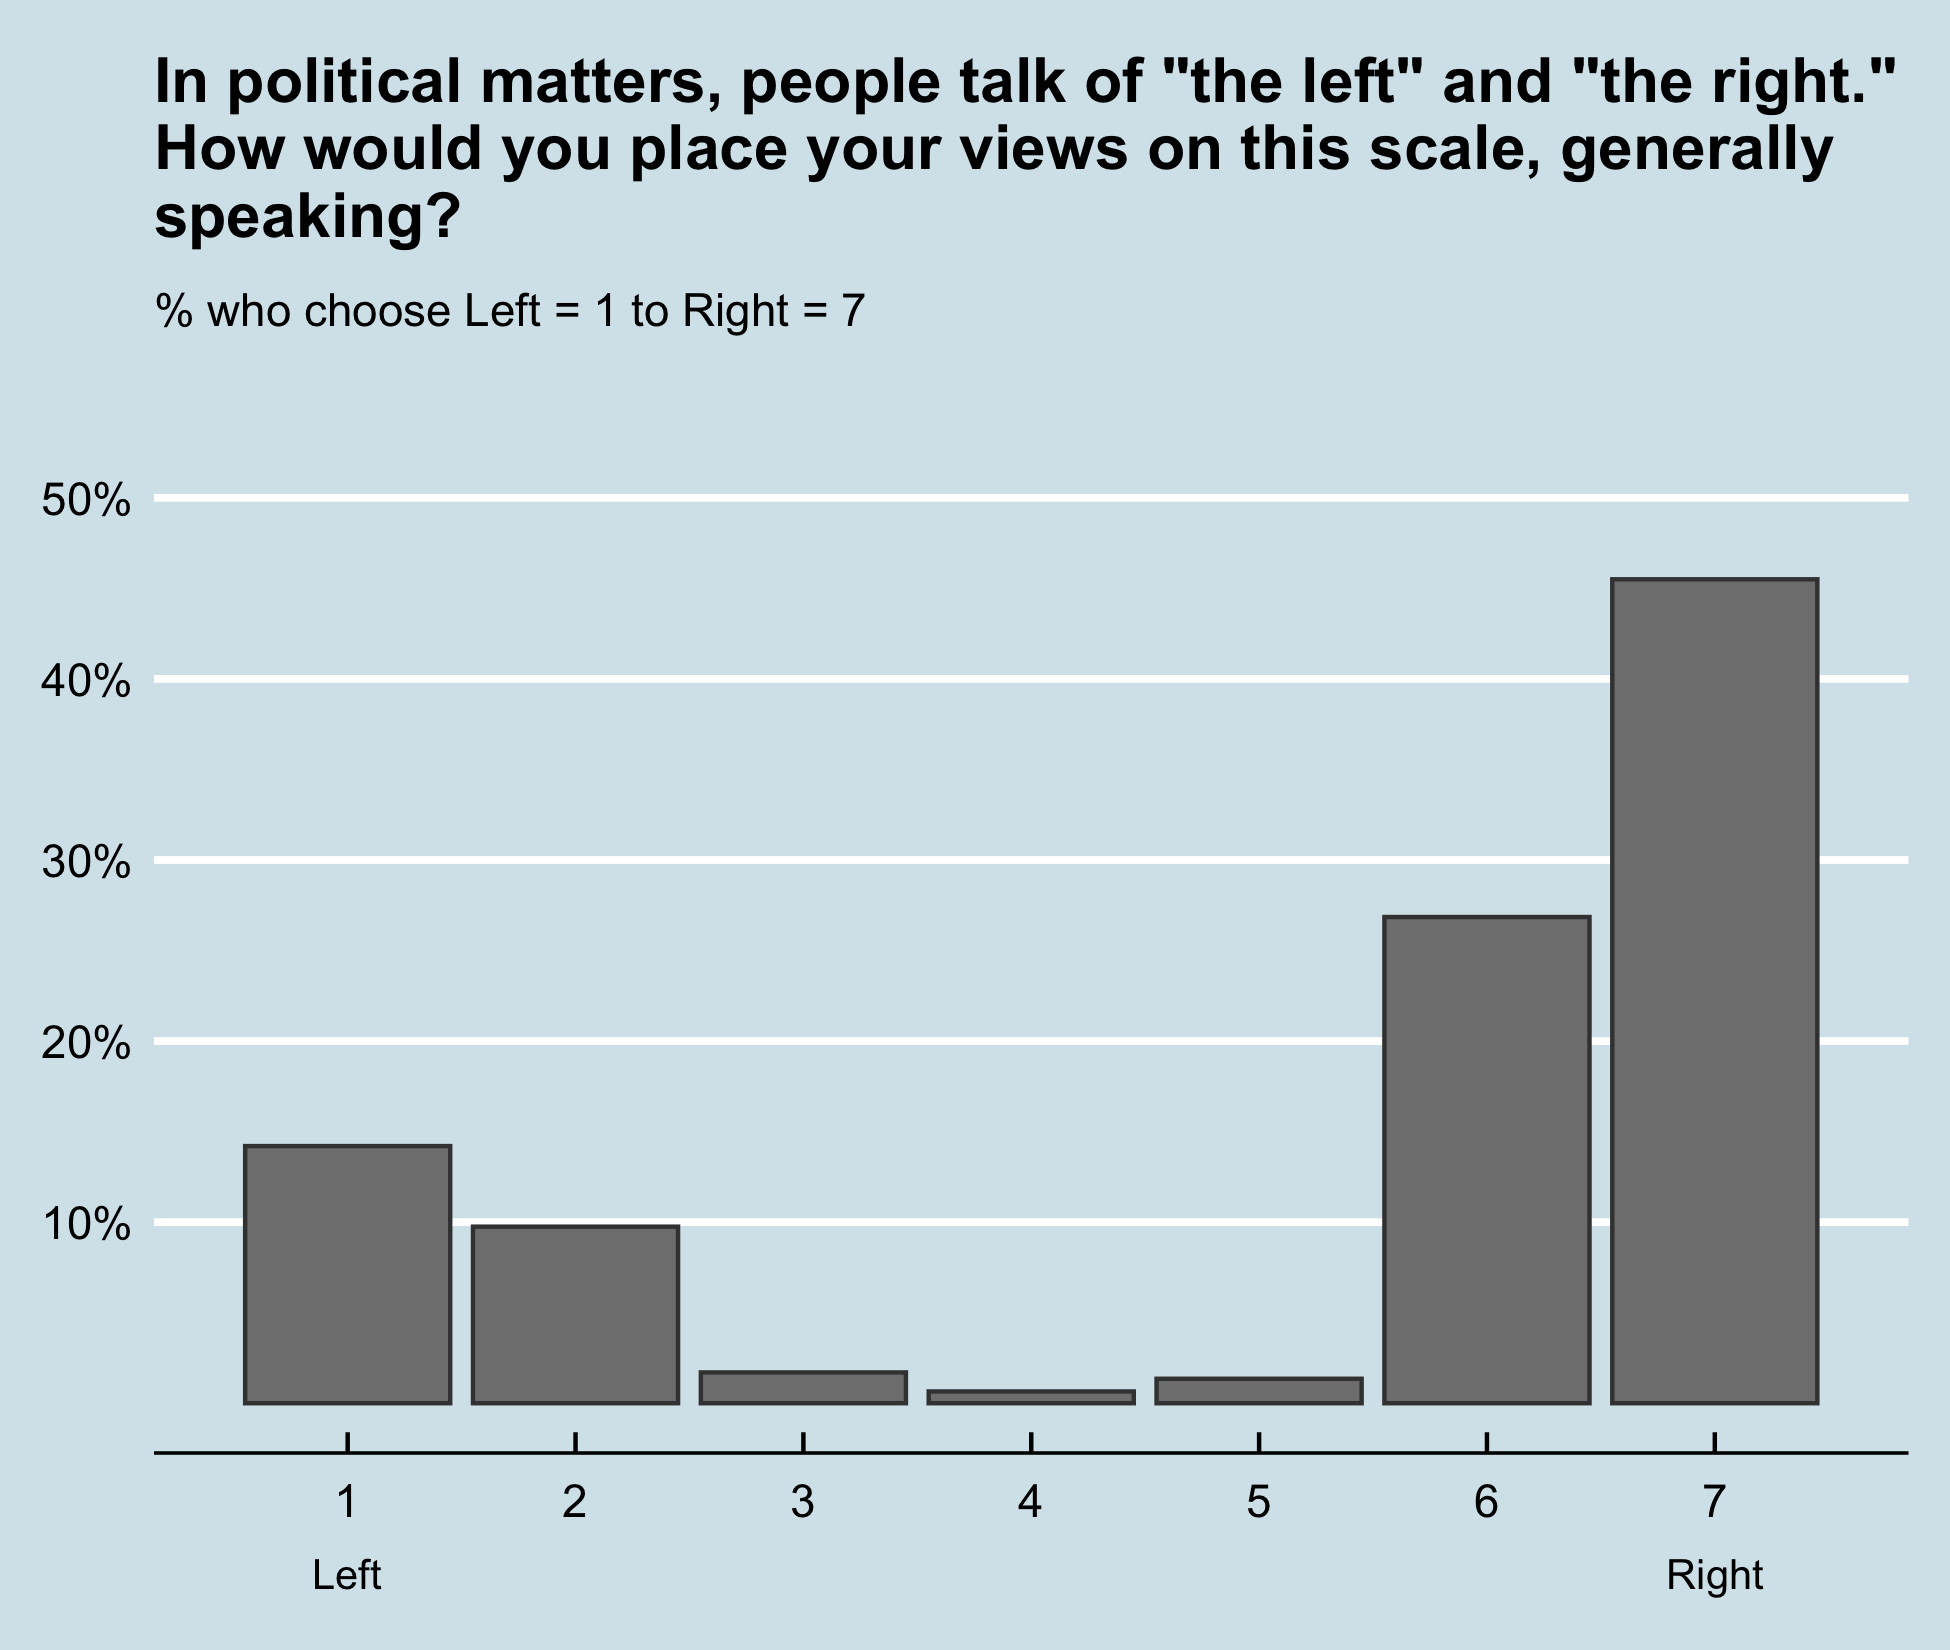 In political matters, people talk of "the left" and "the right."
How would you place your views on this scale, generally
speaking?
% who choose Left = 1 to Right = 7
50%
40%
30%
20%
10%
1 2 3 4 5 6 7
Left Right